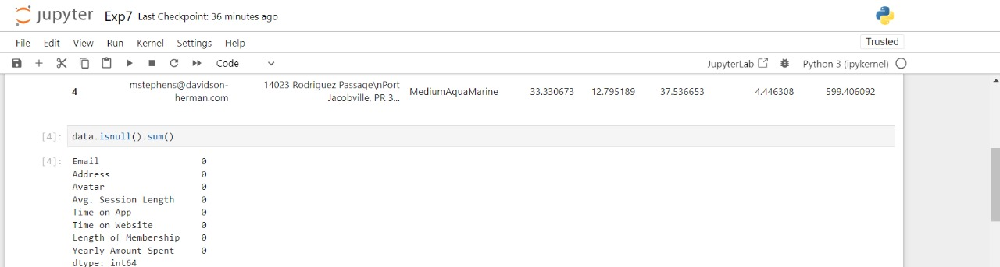 jupyter Exp7 Last Checkpoint: 36 minutes ago
File Edit View Run Kernel Settings Help Trusted
Code JupyterLab Python 3 (ipykernel)
4 mstephens@davidson-herman.com 14023 Rodriguez Passage\nPort Jacobville, PR 3... MediumAquaMarine 33.330673 12.795189 37.536653 4.446308 599.406092
[4]: data.isnull().sum()
[4]: Email 0
Address 0
Avatar 0
Avg. Session Length 0
Time on App 0
Time on Website 0
Length of Membership 0
Yearly Amount Spent 0
dtype: int64